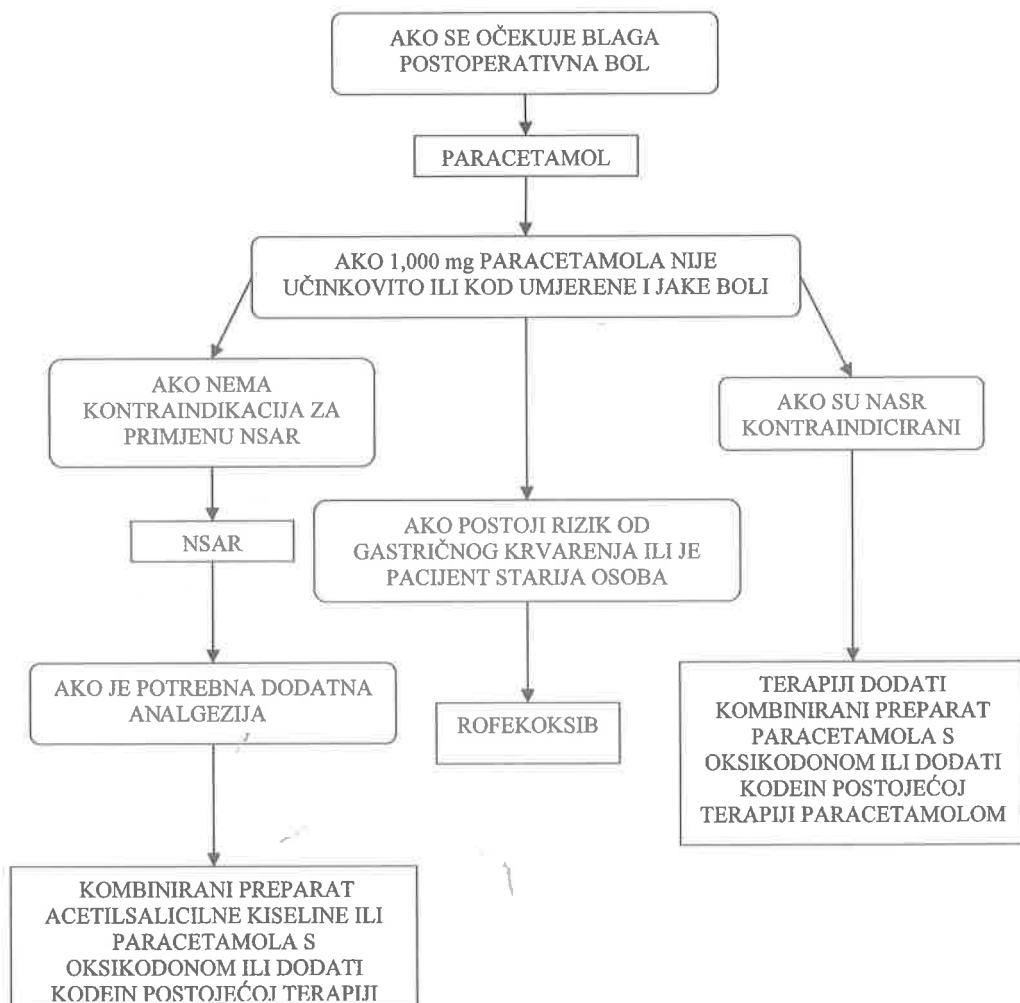 AKO SE OČEKUJE BLAGA
POSTOPERATIVNA BOL
PARACETAMOL
AKO 1,000 mg PARACETAMOLA NIJE
UČINKOVITO ILI KOD UMJERENE I JAKE BOLI
AKO NEMA
KONTRAINDIKACIJA ZA
PRIMJENU NSAR
AKO SU NASR
KONTRAINDICIRANI
NSAR
AKO POSTOJI RIZIK OD
GASTRIČNOG KRVARENJA ILI JE
PACIJENT STARIJA OSOBA
AKO JE POTREBNA DODATNA
ANALGEZIJA
ROFEKOKSIB
TERAPIJI DODATI
KOMBINIRANI PREPARAT
PARACETAMOLA S
OKSIKODONOM ILI DODATI
KODEIN POSTOJEĆOJ
TERAPIJI PARACETAMOLOM
KOMBINIRANI PREPARAT
ACETILSALICILNE KISELINE ILI
PARACETAMOLA S
OKSIKODONOM ILI DODATI
KODEIN POSTOJEĆOJ TERAPIJI